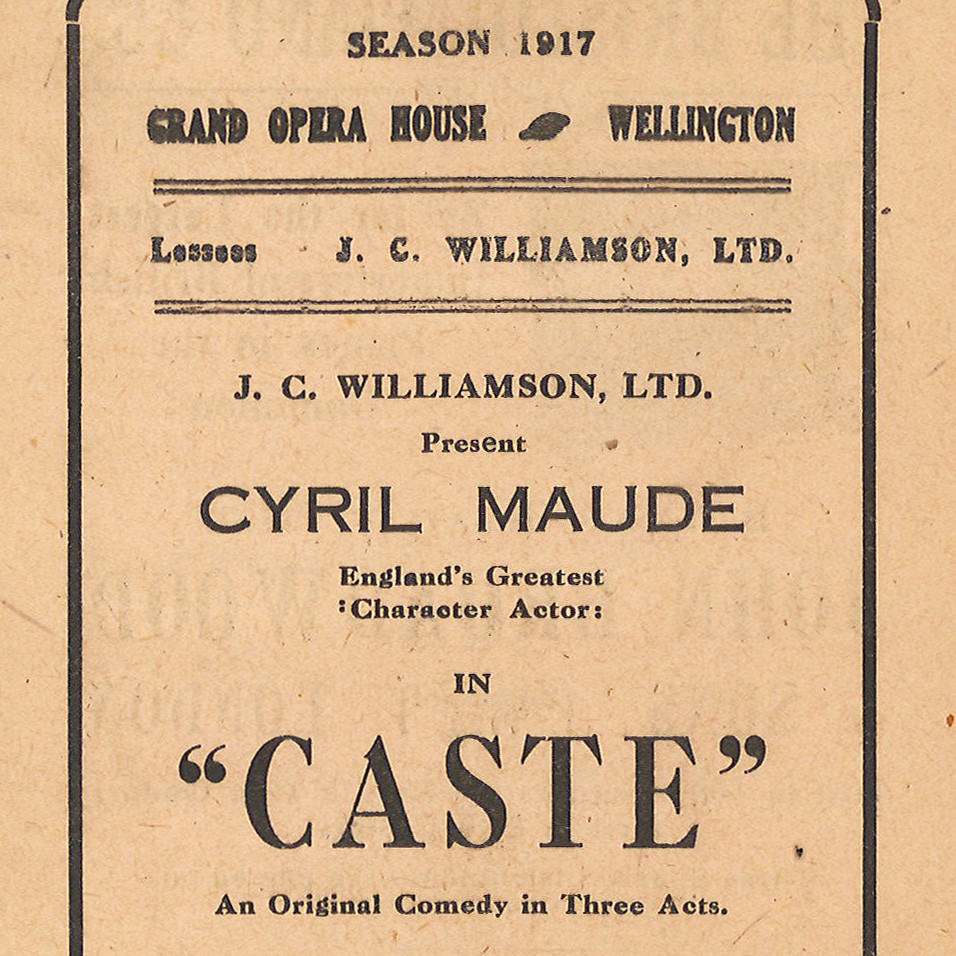 SEASON 1917
GRAND OPERA HOUSE WELLINGTON
Lessees J. C. WILLIAMSON, LTD.
J. C. WILLIAMSON, LTD.
Present
CYRIL MAUDE
England's Greatest
:Character Actor:
IN
“CASTE”
An Original Comedy in Three Acts.